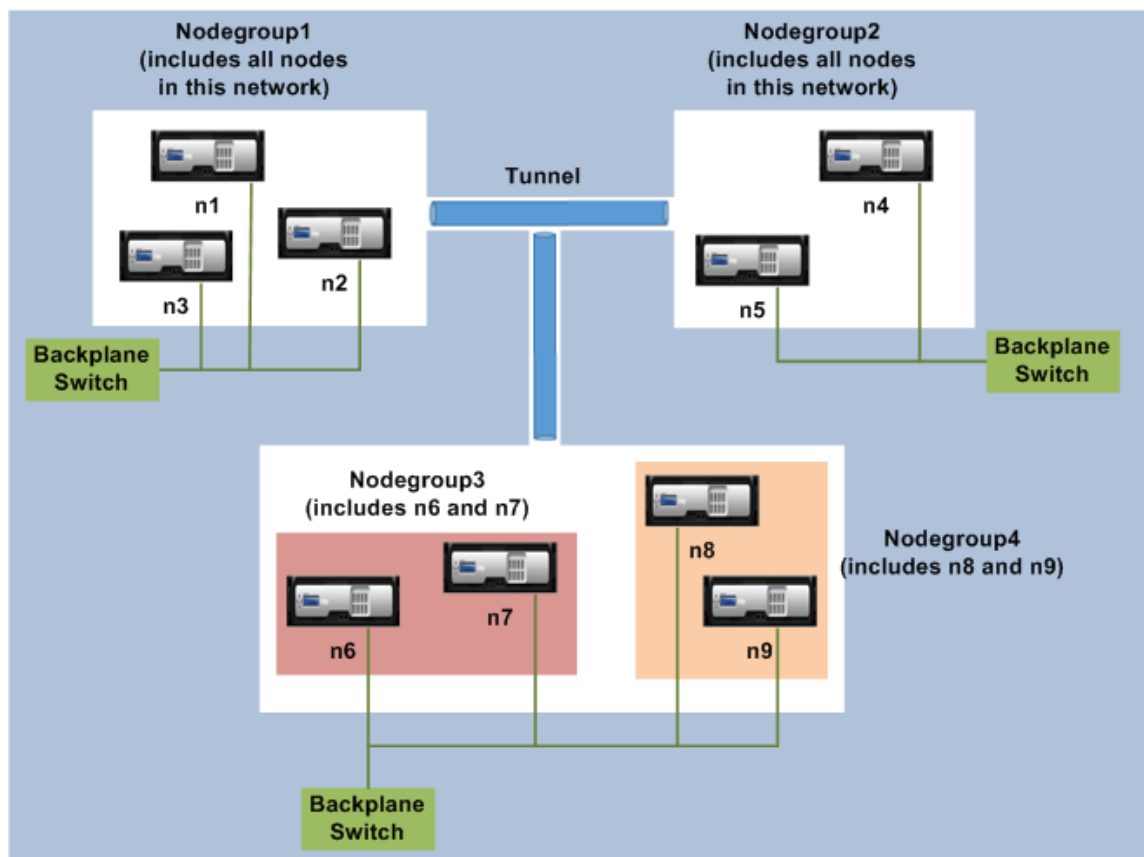 Nodegroup1
(includes all nodes
in this network)
Nodegroup2
(includes all nodes
in this network)
Tunnel
n1
n2
n3
n4
n5
Backplane
Switch
Backplane
Switch
Nodegroup3
(includes n6 and n7)
n6
n7
n8
n9
Nodegroup4
(includes n8 and n9)
Backplane
Switch